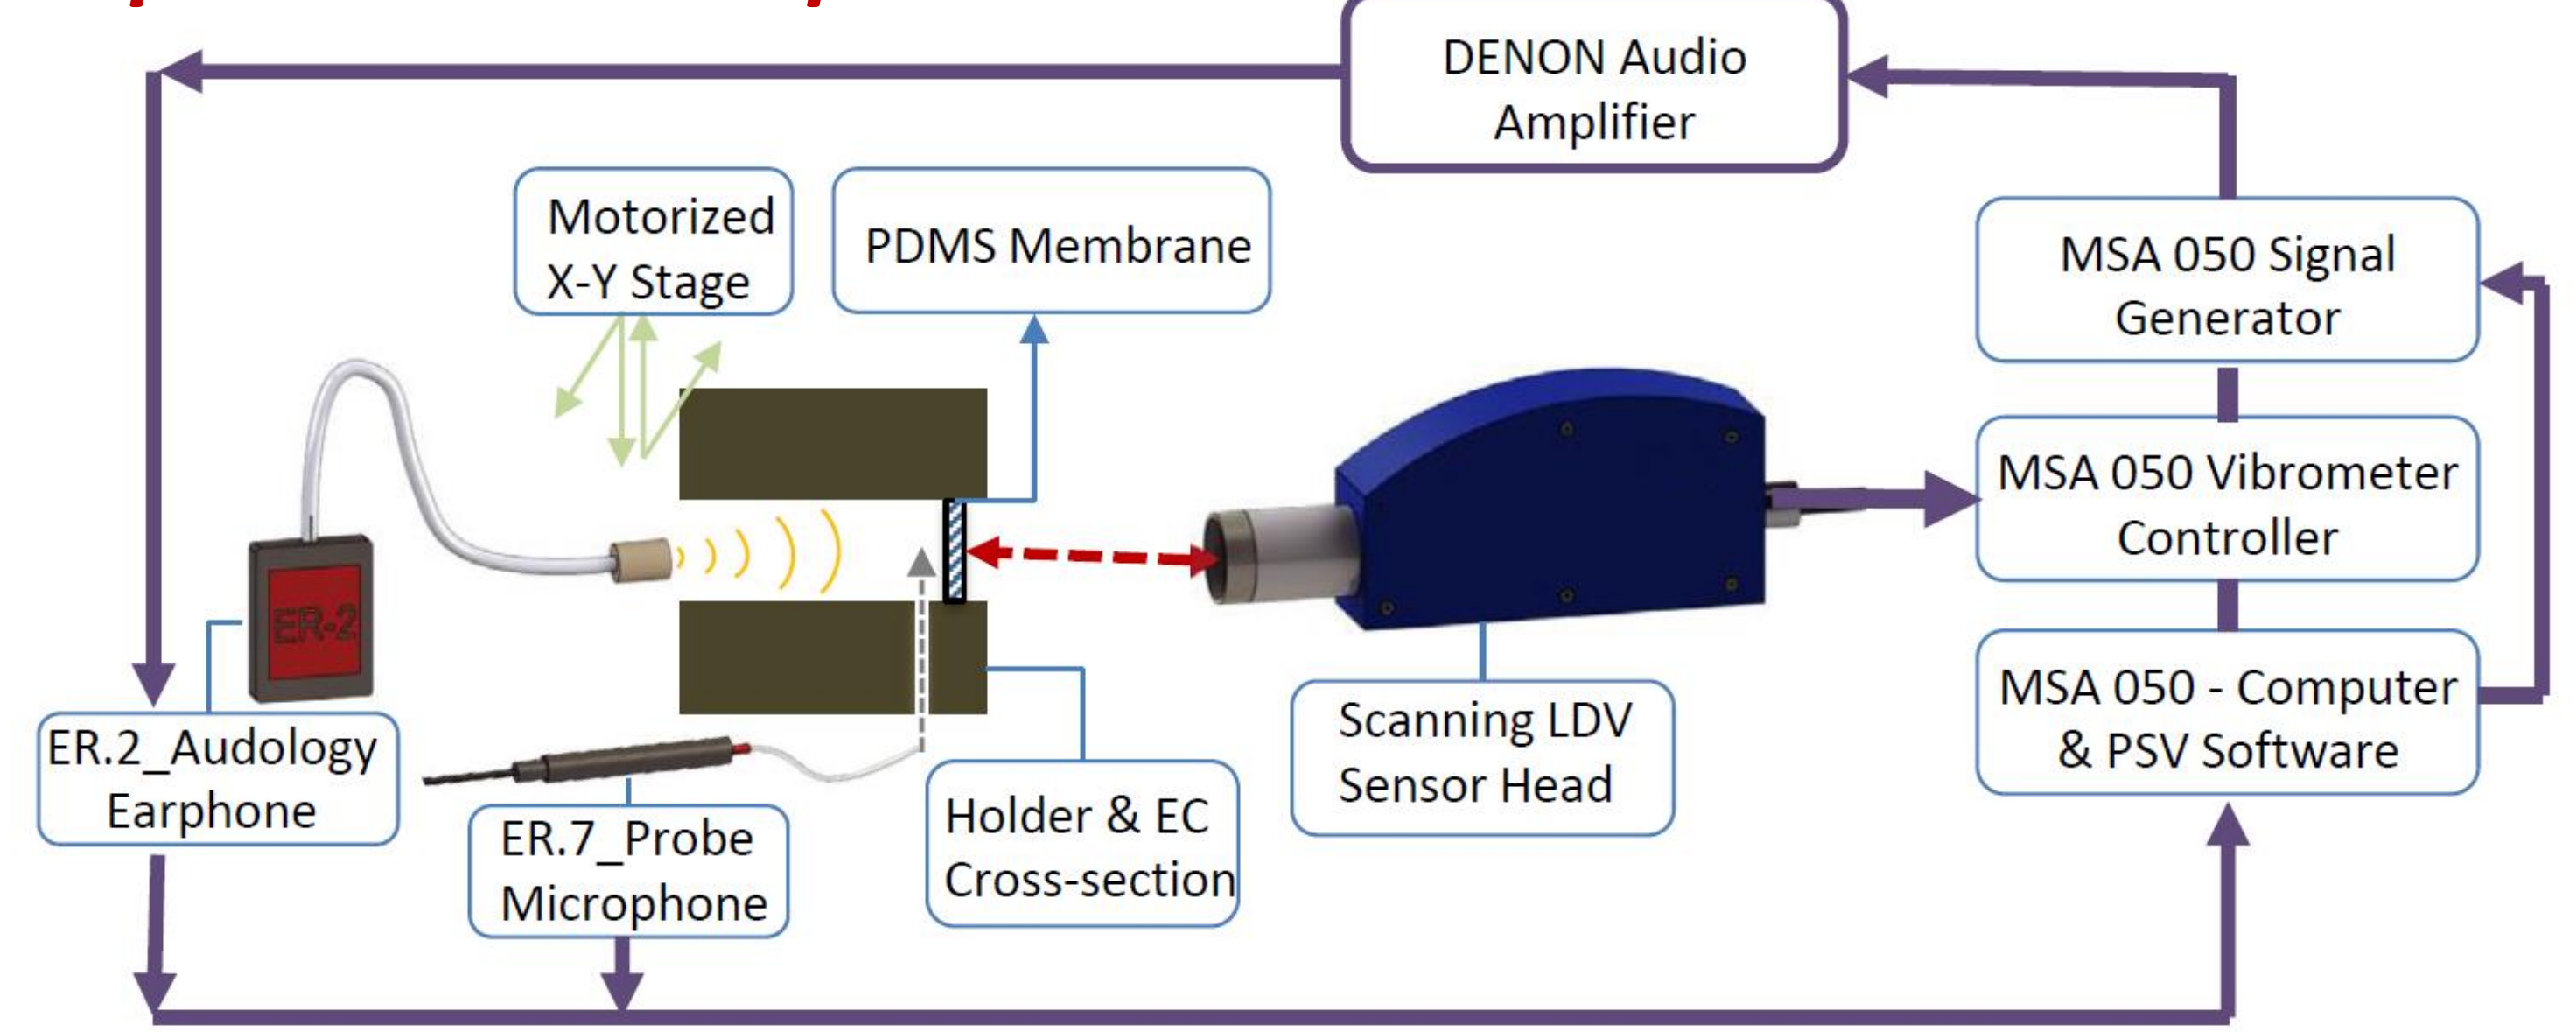 DENON Audio
Amplifier
Motorized
X-Y Stage
PDMS Membrane
MSA 050 Signal
Generator
MSA 050 Vibrometer
Controller
ER-2
MSA 050 - Computer
& PSV Software
Scanning LDV
Sensor Head
ER.2_Audology
Earphone
Holder & EC
Cross-section
ER.7_Probe
Microphone